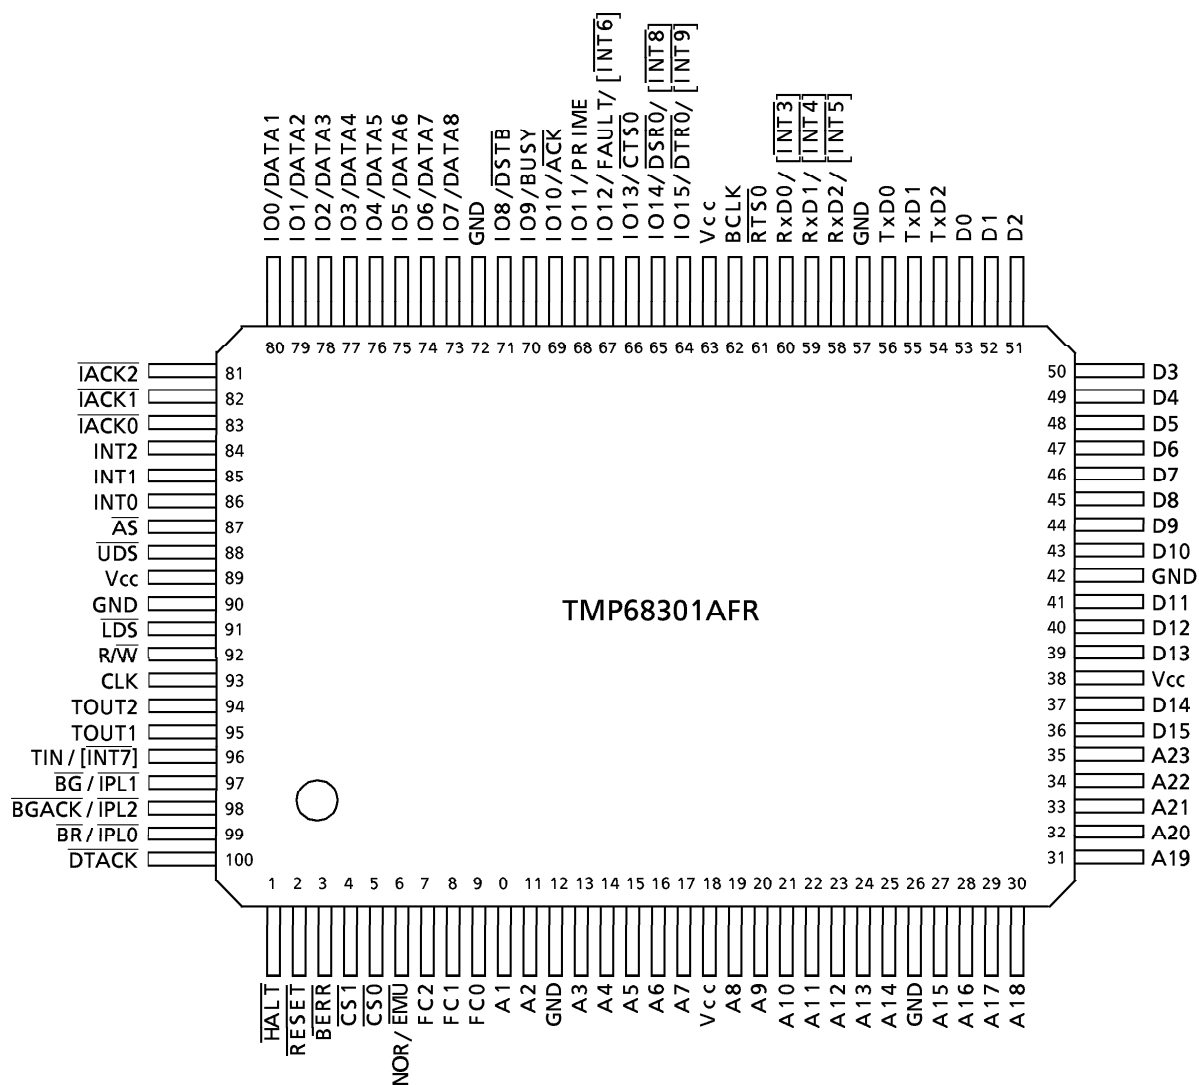 IO0/DATA1
IO1/DATA2
IO2/DATA3
IO3/DATA4
IO4/DATA5
IO5/DATA6
IO6/DATA7
IO7/DATA8
GND
IO8/DSTB
IO9/BUSY
IO10/ACK
IO11/PRIME
IO12/FAULT/[INT6]
IO13/CTS0
IO14/DSR0/[INT8]
IO15/DTR0/[INT9]
Vcc
BCLK
RTS0
RxD0/[INT3]
RxD1/[INT4]
RxD2/[INT5]
GND
TxD0
TxD1
TxD2
D0
D1
D2
80 79 78 77 76 75 74 73 72 71 70 69 68 67 66 65 64 63 62 61 60 59 58 57 56 55 54 53 52 51
IACK2 81 50 D3
IACK1 82 49 D4
IACK0 83 48 D5
INT2 84 47 D6
INT1 85 46 D7
INT0 86 45 D8
AS 87 44 D9
UDS 88 43 D10
Vcc 89 42 GND
GND 90 41 D11
TMP68301AFR
LDS 91 40 D12
R/W 92 39 D13
CLK 93 38 Vcc
TOUT2 94 37 D14
TOUT1 95 36 D15
TIN / [INT7] 96 35 A23
BG / IPL1 97 34 A22
BGACK / IPL2 98 33 A21
BR / IPL0 99 32 A20
DTACK 100 31 A19
1 2 3 4 5 6 7 8 9 0 11 12 13 14 15 16 17 18 19 20 21 22 23 24 25 26 27 28 29 30
HALT
RESET
BERR
CS1
CS0
NOR/EMU
FC2
FC1
FC0
A1
A2
GND
A3
A4
A5
A6
A7
Vcc
A8
A9
A10
A11
A12
A13
A14
GND
A15
A16
A17
A18